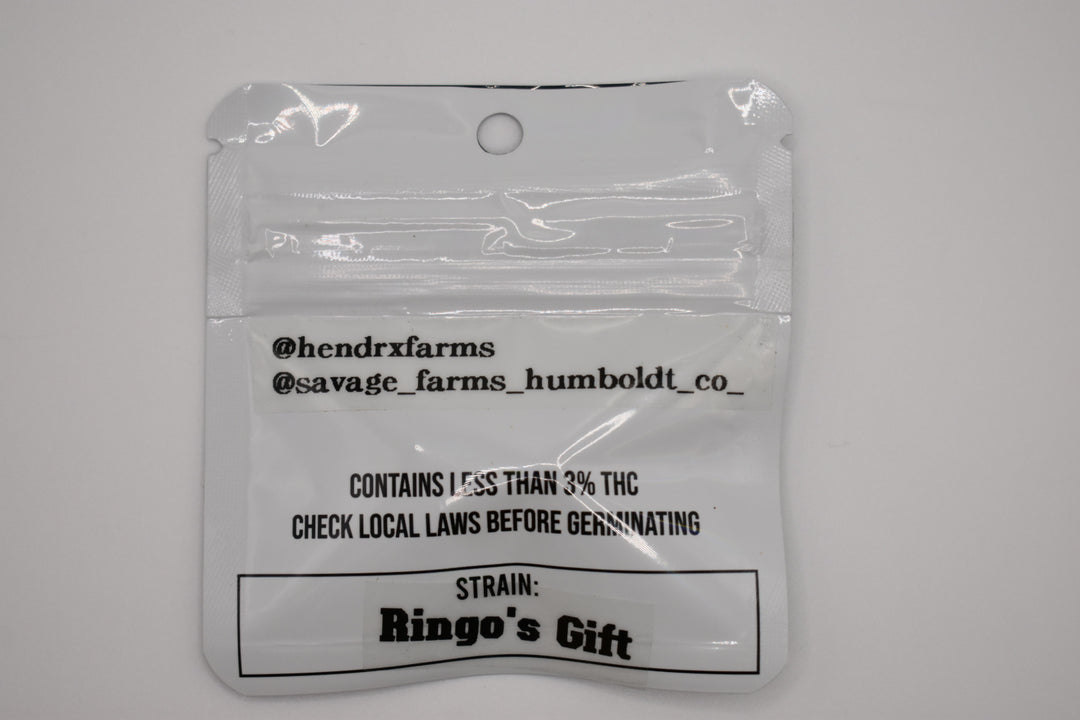 @hendrxfarms
@savage_farms_humboldt_co_
CONTAINS LESS THAN 3% THC
CHECK LOCAL LAWS BEFORE GERMINATING
STRAIN:
Ringo's Gift